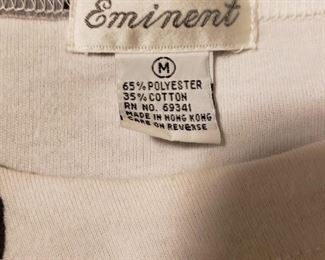 Eminent
M
65% POLYESTER
35% COTTON
RN NO. 69341
MADE IN HONG KONG
CARE ON REVERSE